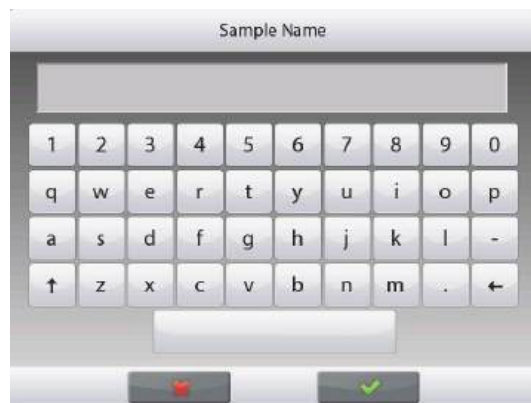 Sample Name
1 2 3 4 5 6 7 8 9 0
q w e r t y u i o p
a s d f g h j k l -
↑ z x c v b n m . ←